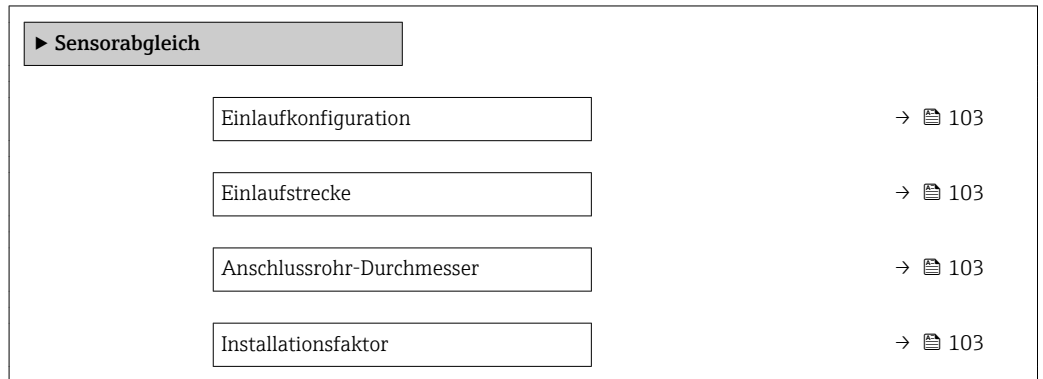 ▶ Sensorabgleich
Einlaufkonfiguration → 103
Einlaufstrecke → 103
Anschlussrohr-Durchmesser → 103
Installationsfaktor → 103